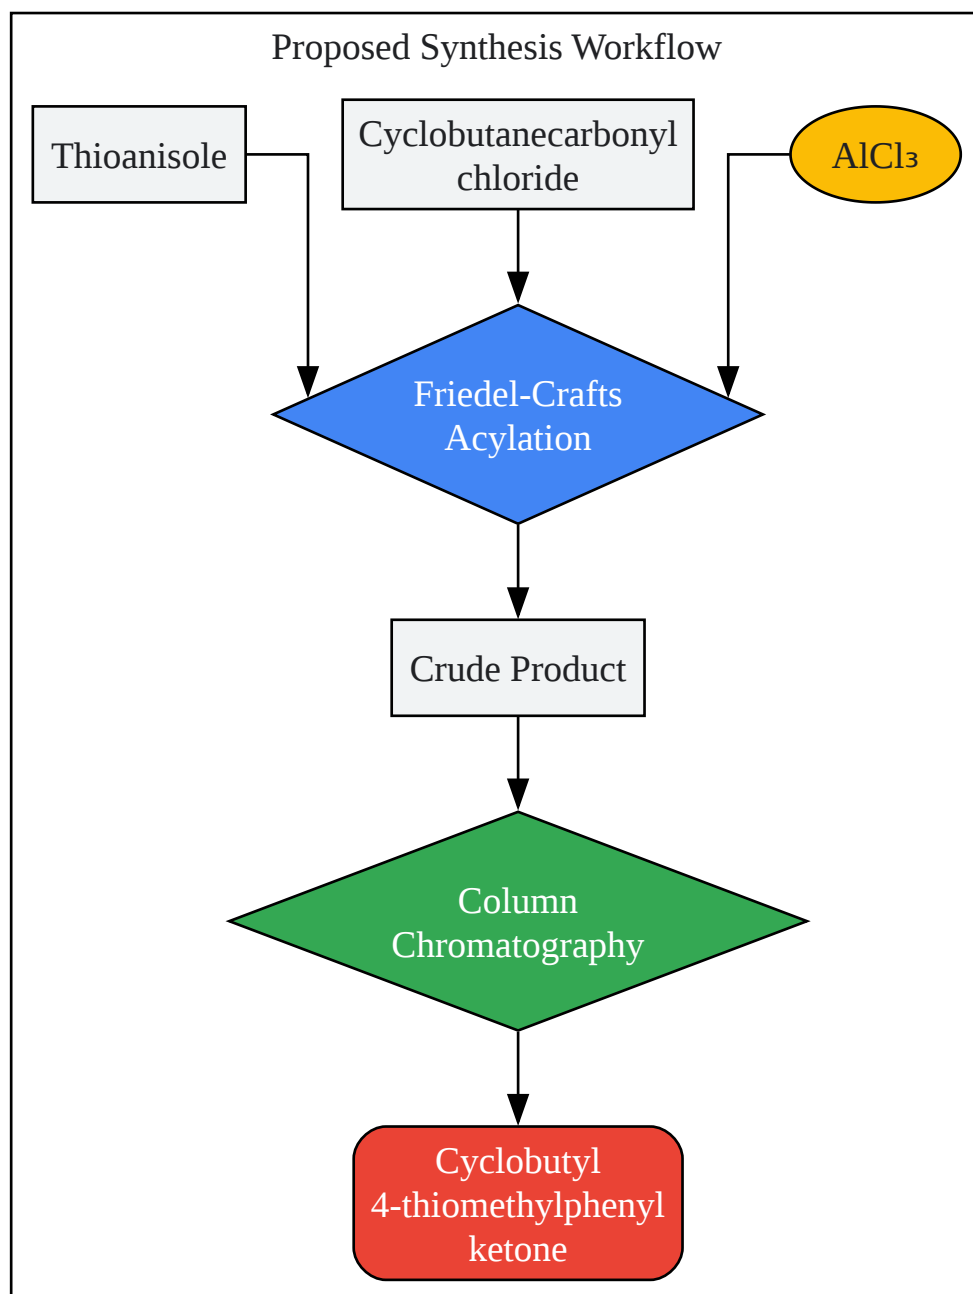 Proposed Synthesis Workflow
Thioanisole
Cyclobutanecarbonyl
chloride
AlCl₃
Friedel-Crafts
Acylation
Crude Product
Column
Chromatography
Cyclobutyl
4-thiomethylphenyl
ketone